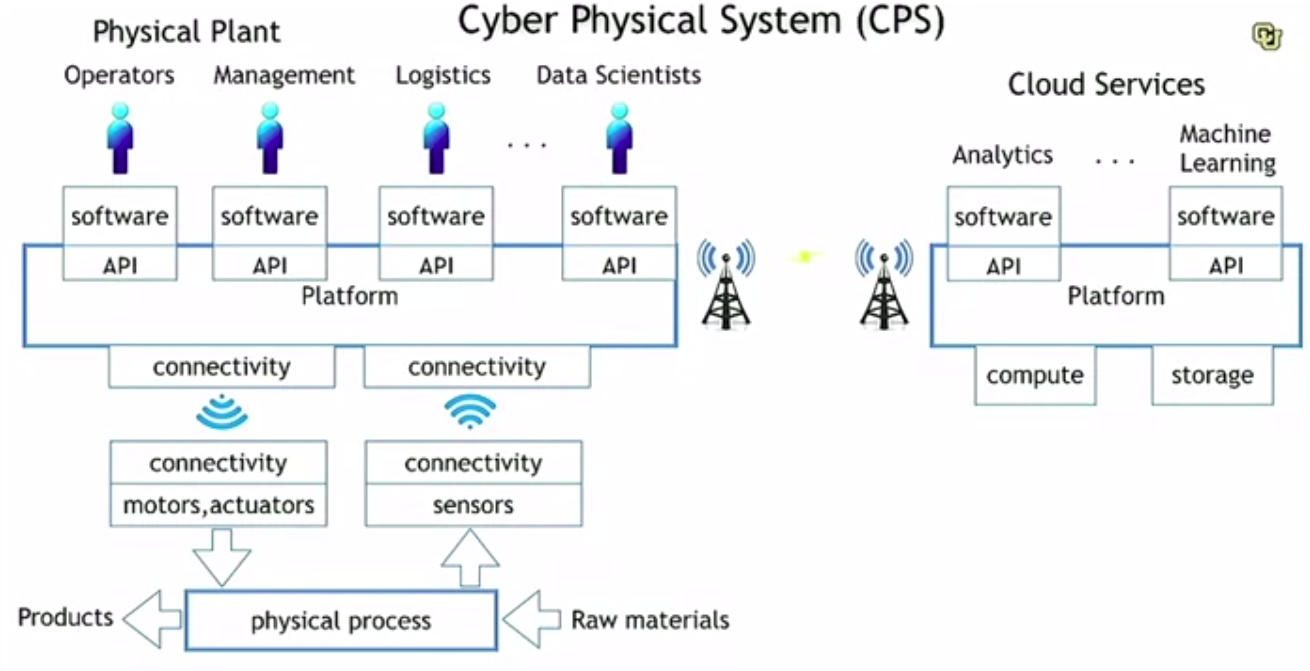 Cyber Physical System (CPS)
Physical Plant
Operators Management Logistics Data Scientists
. . .
software software software software
API API API API
Platform
connectivity connectivity
connectivity connectivity
motors,actuators sensors
Products physical process Raw materials
CU
Cloud Services
Analytics . . . Machine
Learning
software software
API API
Platform
compute storage